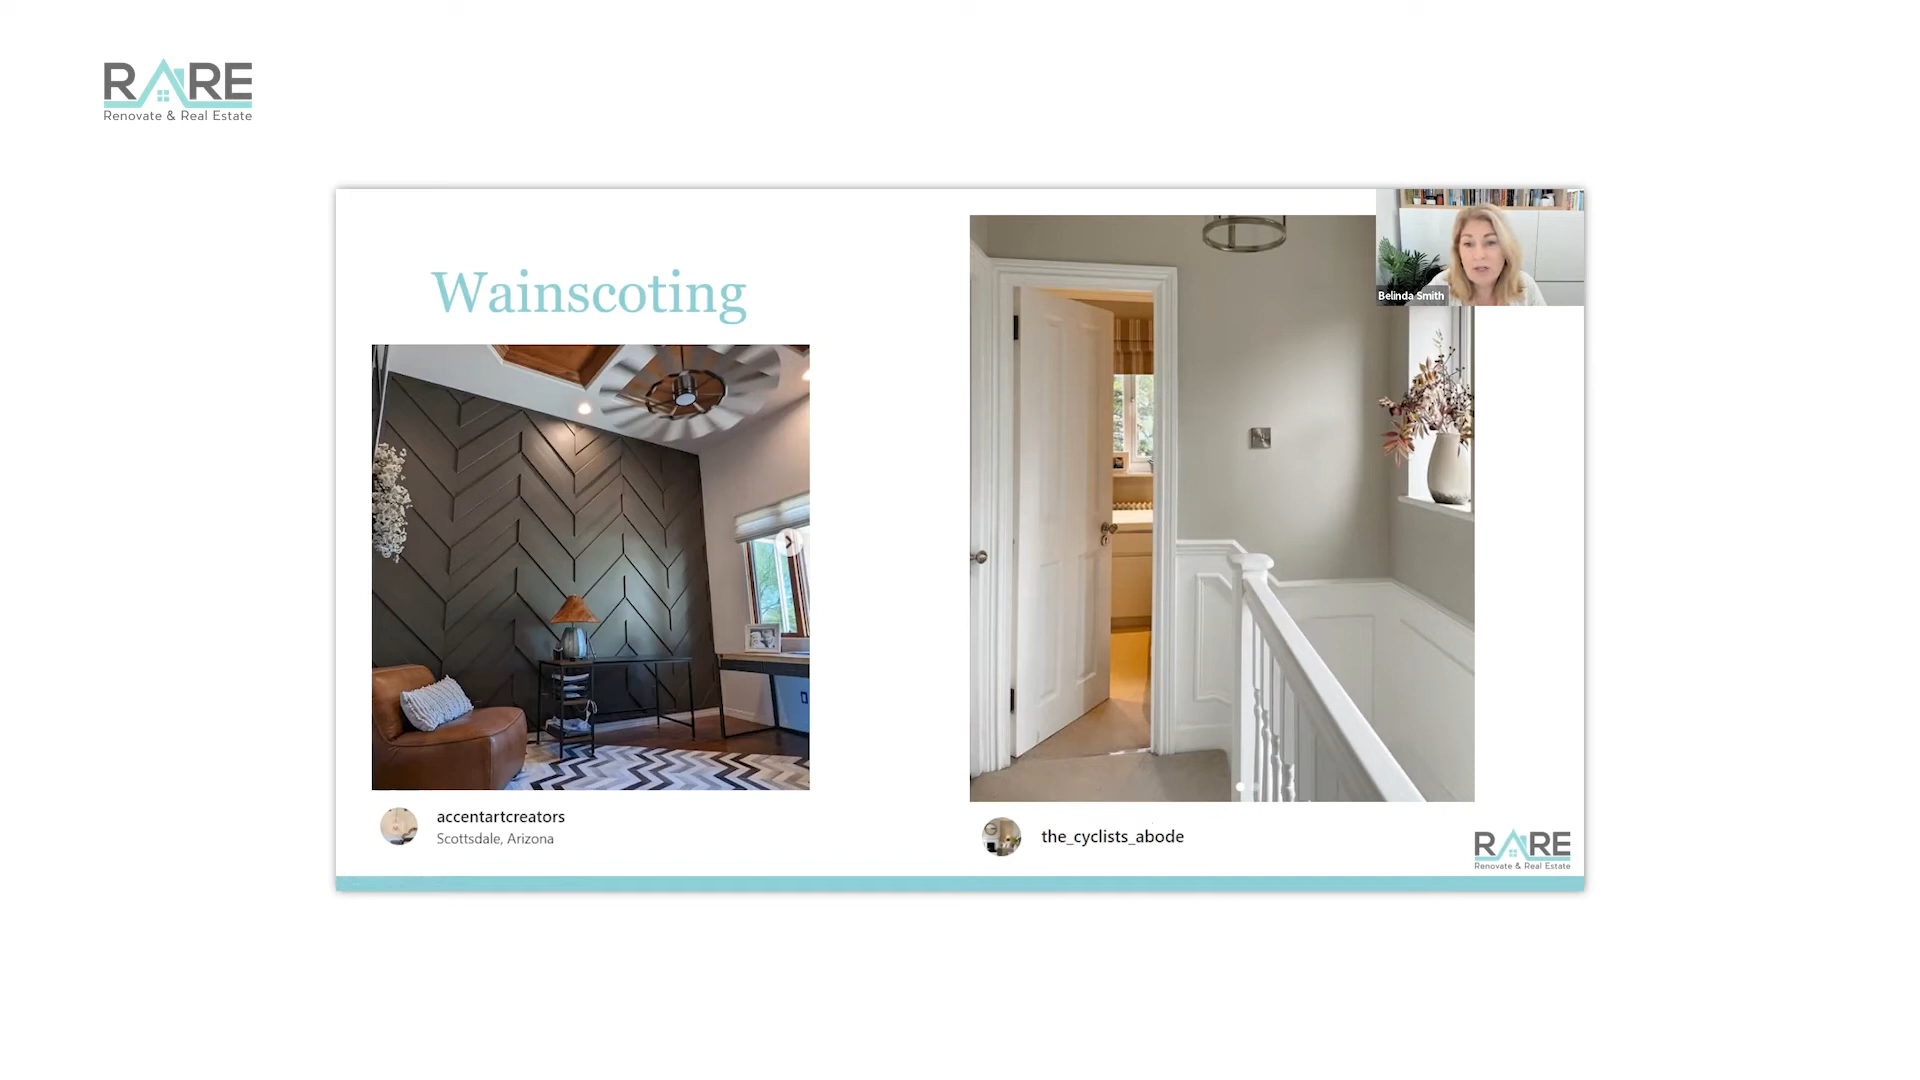 RARE
Renovate & Real Estate
Wainscoting
Belinda Smith
accentartcreators
Scottsdale, Arizona
the_cyclists_abode
RARE
Renovate & Real Estate